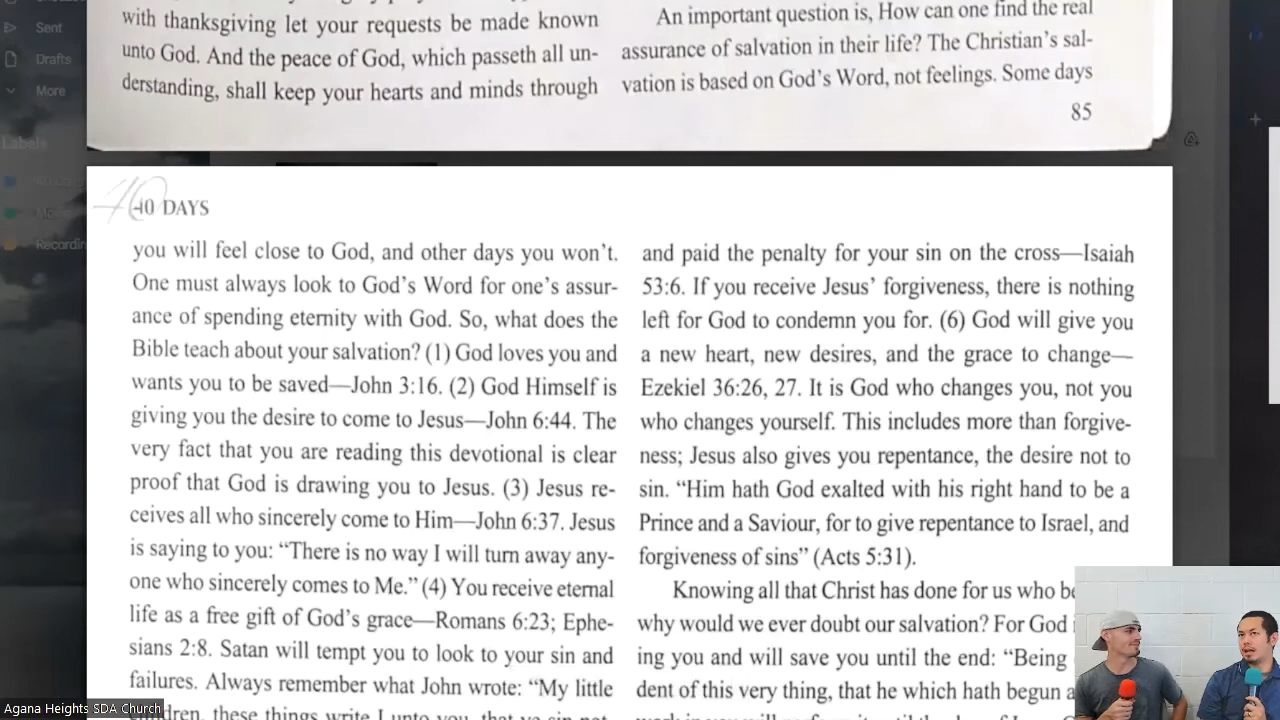 Sent
Drafts
More
Labels
with thanksgiving let your requests be made known
unto God. And the peace of God, which passeth all un-
derstanding, shall keep your hearts and minds through
An important question is, How can one find the real
assurance of salvation in their life? The Christian’s sal-
vation is based on God’s Word, not feelings. Some days
85
40 DAYS
you will feel close to God, and other days you won’t.
One must always look to God’s Word for one’s assur-
ance of spending eternity with God. So, what does the
Bible teach about your salvation? (1) God loves you and
wants you to be saved—John 3:16. (2) God Himself is
giving you the desire to come to Jesus—John 6:44. The
very fact that you are reading this devotional is clear
proof that God is drawing you to Jesus. (3) Jesus re-
ceives all who sincerely come to Him—John 6:37. Jesus
is saying to you: “There is no way I will turn away any-
one who sincerely comes to Me.” (4) You receive eternal
life as a free gift of God’s grace—Romans 6:23; Ephe-
sians 2:8. Satan will tempt you to look to your sin and
failures. Always remember what John wrote: “My little
children, these things write I unto you, that ye sin not.
and paid the penalty for your sin on the cross—Isaiah
53:6. If you receive Jesus’ forgiveness, there is nothing
left for God to condemn you for. (6) God will give you
a new heart, new desires, and the grace to change—
Ezekiel 36:26, 27. It is God who changes you, not you
who changes yourself. This includes more than forgive-
ness; Jesus also gives you repentance, the desire not to
sin. “Him hath God exalted with his right hand to be a
Prince and a Saviour, for to give repentance to Israel, and
forgiveness of sins” (Acts 5:31).
Knowing all that Christ has done for us who be
why would we ever doubt our salvation? For God
ing you and will save you until the end: “Being
dent of this very thing, that he which hath begun a
Recordin
Agana Heights SDA Church